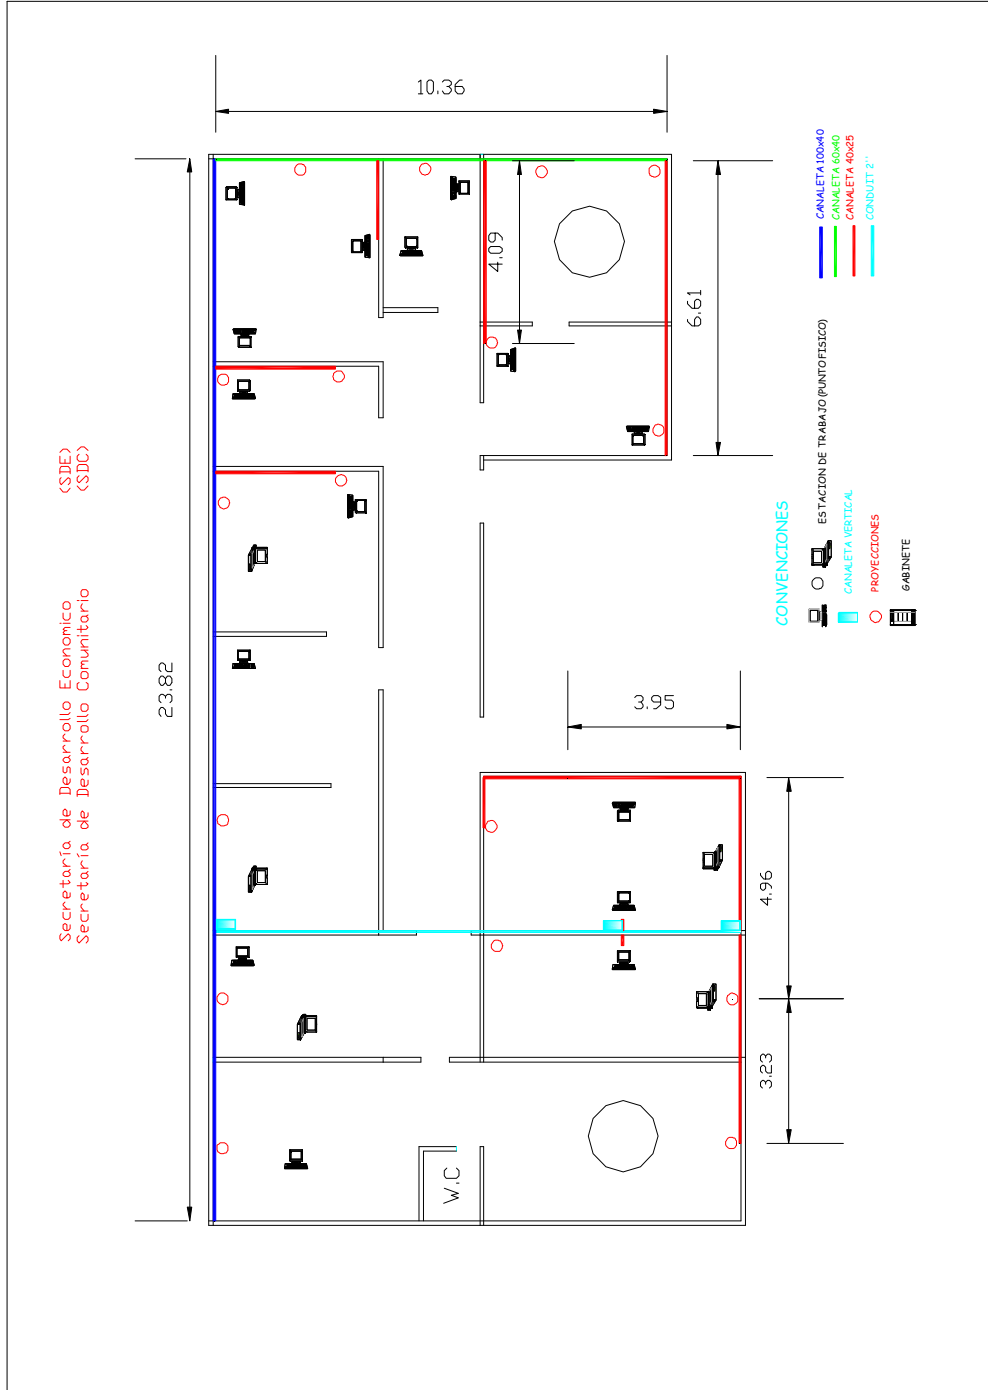 Secretaría de Desarrollo Economico (SDE)
Secretaría de Desarrollo Comunitario (SDC)
23.82
10.36
4.09
6.61
3.95
4.96
3.23
W.C
CONVENCIONES
ESTACION DE TRABAJO (PUNTO FISICO)
CANALETA VERTICAL
PROYECCIONES
GABINETE
CANALETA 100x40
CANALETA 60x40
CANALETA 40x25
CONDUIT 2''